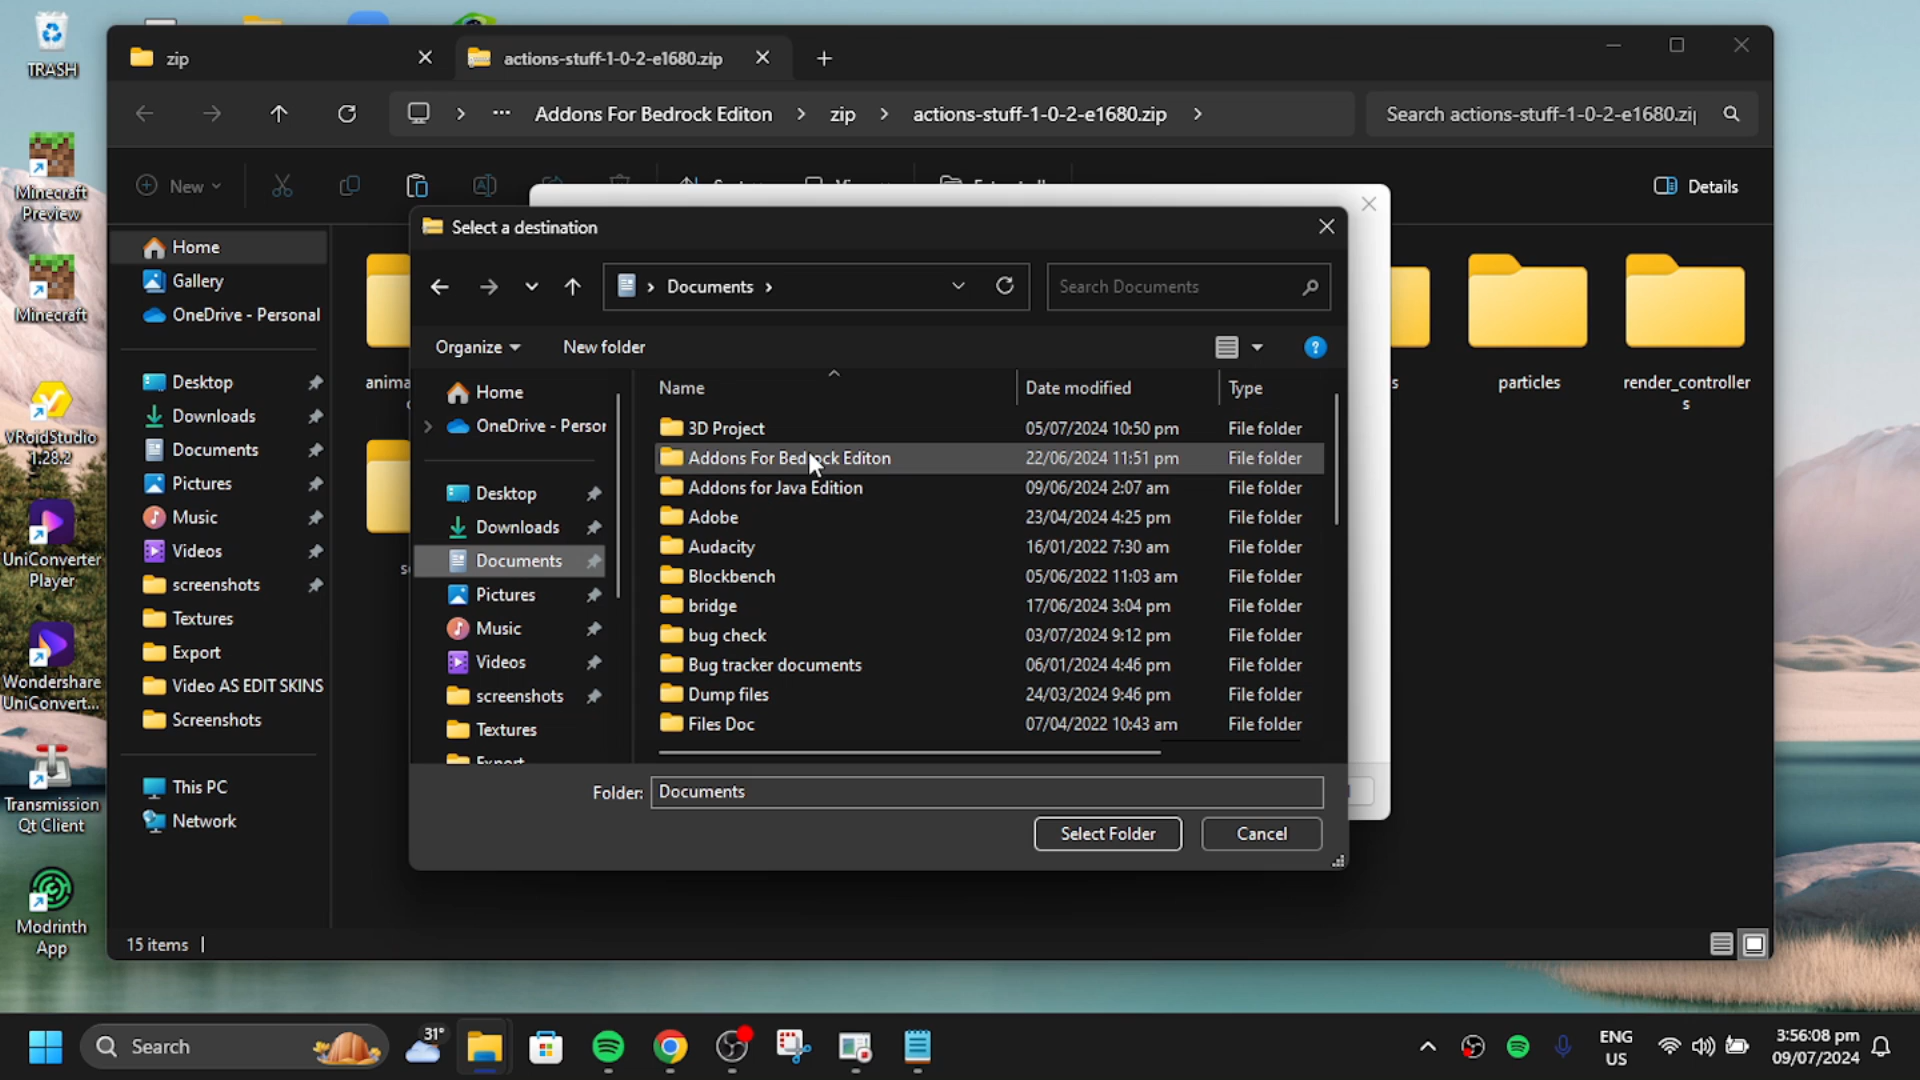 TRASH
Minecraft
Preview
Minecraft
VRoidStudio
1.28.2
UniConverter
Player
Wondershare
UniConvert...
Transmission
Qt Client
Modrinth
App
zip
actions-stuff-1-0-2-e1680.zip
Addons For Bedrock Editon
zip
actions-stuff-1-0-2-e1680.zip
Search actions-stuff-1-0-2-e1680.zi
New
Details
Home
Gallery
OneDrive - Personal
Desktop
Downloads
Documents
Pictures
Music
Videos
screenshots
Textures
Export
Video AS EDIT SKINS
Screenshots
This PC
Network
anima
particles
render_controller
s
s
Select a destination
Documents
Search Documents
Organize
New folder
Home
OneDrive - Persor
Desktop
Downloads
Documents
Pictures
Music
Videos
screenshots
Textures
Export
Name Date modified Type
3D Project 05/07/2024 10:50 pm File folder
Addons For Bedrock Editon 22/06/2024 11:51 pm File folder
Addons for Java Edition 09/06/2024 2:07 am File folder
Adobe 23/04/2024 4:25 pm File folder
Audacity 16/01/2022 7:30 am File folder
Blockbench 05/06/2022 11:03 am File folder
bridge 17/06/2024 3:04 pm File folder
bug check 03/07/2024 9:12 pm File folder
Bug tracker documents 06/01/2024 4:46 pm File folder
Dump files 24/03/2024 9:46 pm File folder
Files Doc 07/04/2022 10:43 am File folder
Folder: Documents
Select Folder
Cancel
15 items
Search
31°
ENG
US
3:56:08 pm
09/07/2024